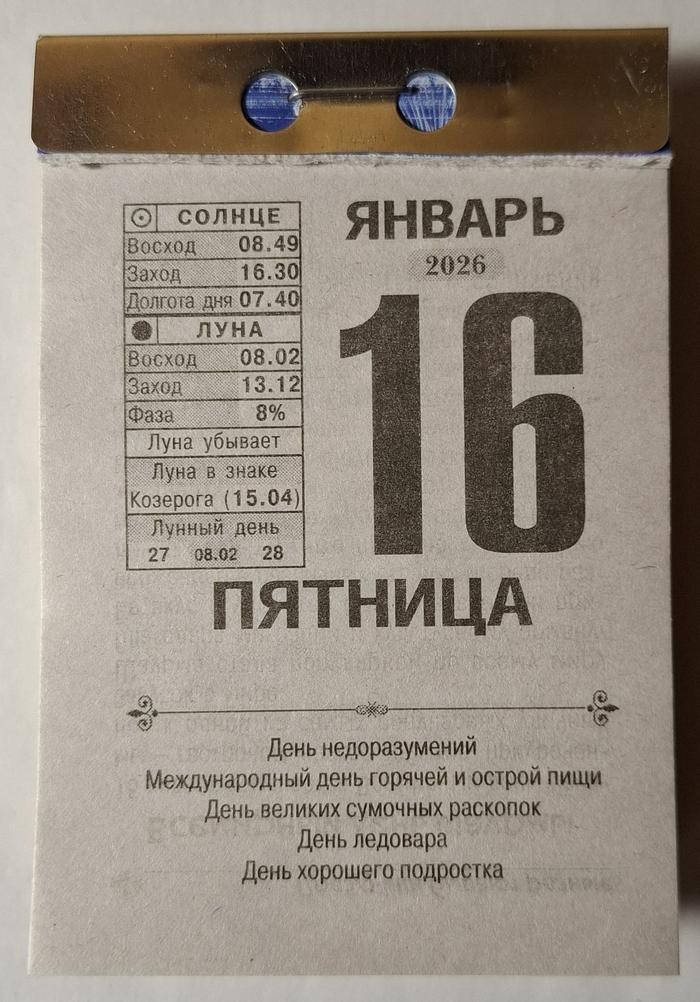 СОЛНЦЕ
Восход 08.49
Заход 16.30
Долгота дня 07.40
ЛУНА
Восход 08.02
Заход 13.12
Фаза 8%
Луна убывает
Луна в знаке
Козерога (15.04)
Лунный день
27 08.02 28
ЯНВАРЬ
2026
16
ПЯТНИЦА
День недоразумений
Международный день горячей и острой пищи
День великих сумочных раскопок
День ледовара
День хорошего подростка